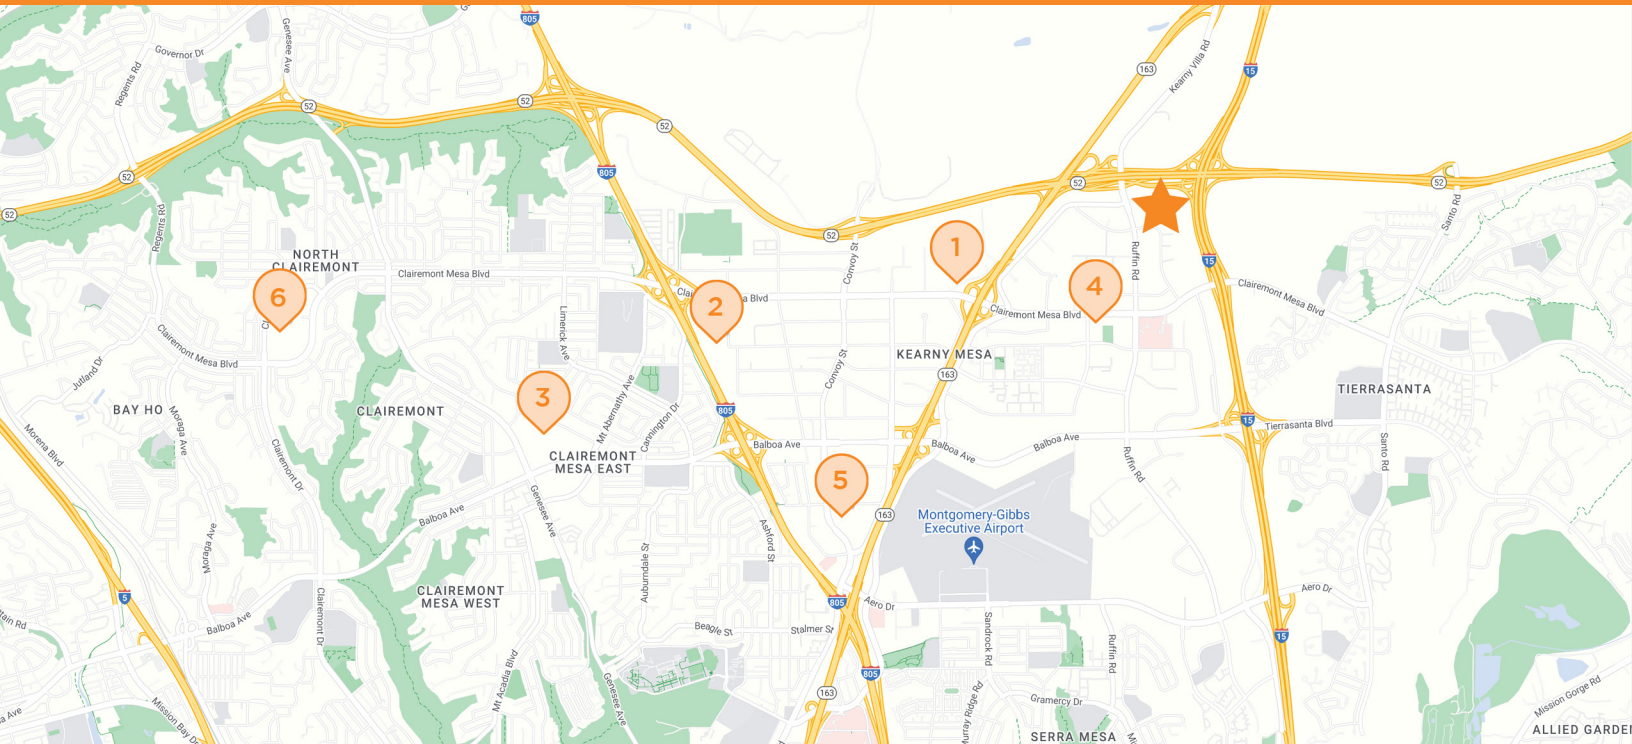 805
Genesee Ave
Governor Dr
Regents Rd
163
Kearny Villa Rd
15
52
52
52
805
52
52
52
Santo Rd
52
Regents Rd
52
1
Convoy St
Ruffin Rd
15
NORTH
CLAIREMONT
Clairemont Mesa Blvd
6
2
a Blvd
4
Clairemont Mesa Blvd
Clairemont Mesa Blvd
Limerick Ave
Clairemont Mesa Blvd
KEARNY MESA
Convoy St
163
Jutland Dr
TIERRASANTA
3
BAY HO
Moraga Ave
CLAIREMONT
Mt Abernathy Ave
Cannington Dr
805
15
Tierrasanta Blvd
Morena Blvd
Clairemont Dr
Balboa Ave
Balboa Ave
Balboa Ave
CLAIREMONT
MESA EAST
Ruffin Rd
Santo Rd
5
Balboa Ave
Genesee Ave
163
Montgomery-Gibbs
Executive Airport
Moraga Ave
Ashford St
Auburndale St
5
CLAIREMONT
MESA WEST
805
Aero Dr
Aero Dr
Clairemont Dr
Balboa Ave
Beagle St
Stalmer St
Sandrock Rd
Ruffin Rd
15
Mt Acadia Blvd
Genesee Ave
805
163
Gramercy Dr
Murray Ridge Rd
SERRA MESA
Mission Gorge Rd
Mission Bay D
ALLIED GARDE